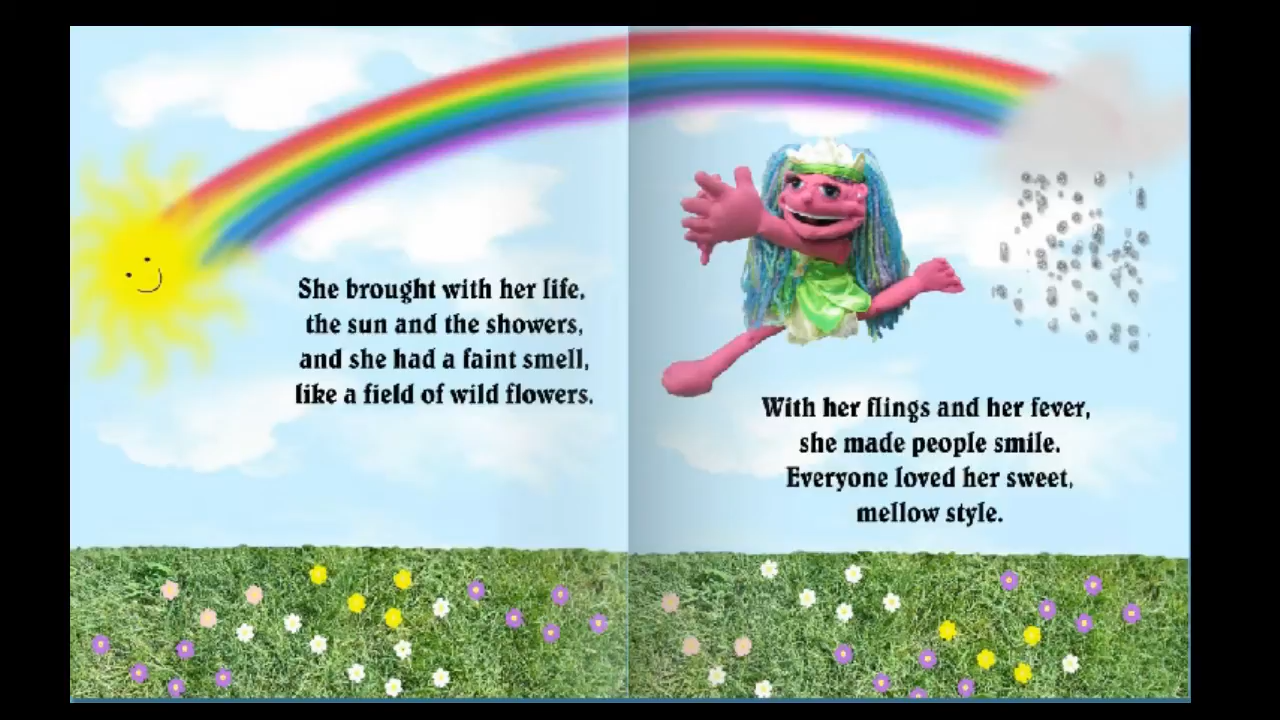 She brought with her life,
the sun and the showers,
and she had a faint smell,
like a field of wild flowers.
With her flings and her fever,
she made people smile.
Everyone loved her sweet,
mellow style.